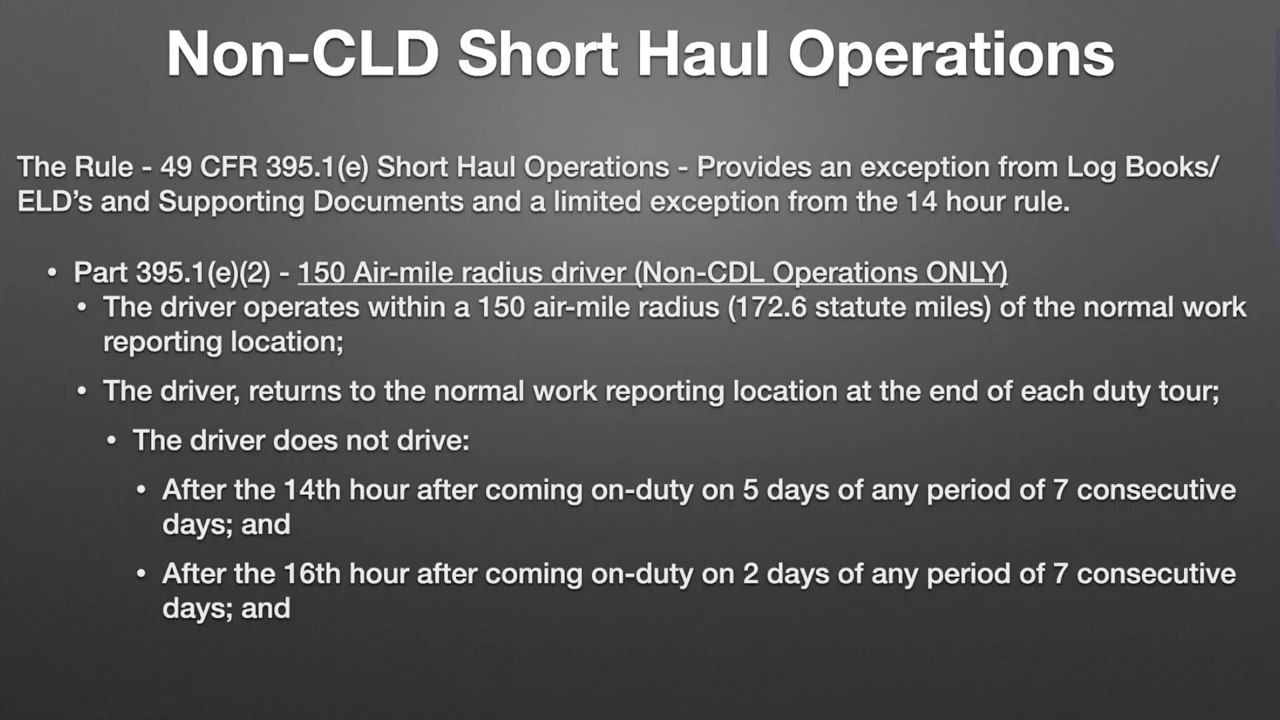 Non-CLD Short Haul Operations
The Rule - 49 CFR 395.1(e) Short Haul Operations - Provides an exception from Log Books/
ELD’s and Supporting Documents and a limited exception from the 14 hour rule.
• Part 395.1(e)(2) - 150 Air-mile radius driver (Non-CDL Operations ONLY)
• The driver operates within a 150 air-mile radius (172.6 statute miles) of the normal work
reporting location;
• The driver, returns to the normal work reporting location at the end of each duty tour;
• The driver does not drive:
• After the 14th hour after coming on-duty on 5 days of any period of 7 consecutive
days; and
• After the 16th hour after coming on-duty on 2 days of any period of 7 consecutive
days; and